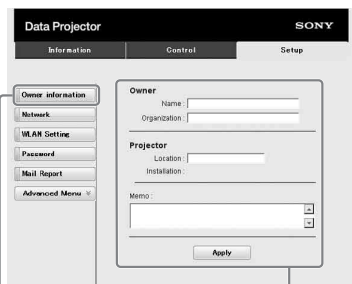 Data Projector
SONY
Information
Control
Setup
Owner information
Network
WLAN Setting
Password
Mail Report
Advanced Menu
Owner
Name :
Organization :
Projector
Location :
Installation :
Memo :
Apply